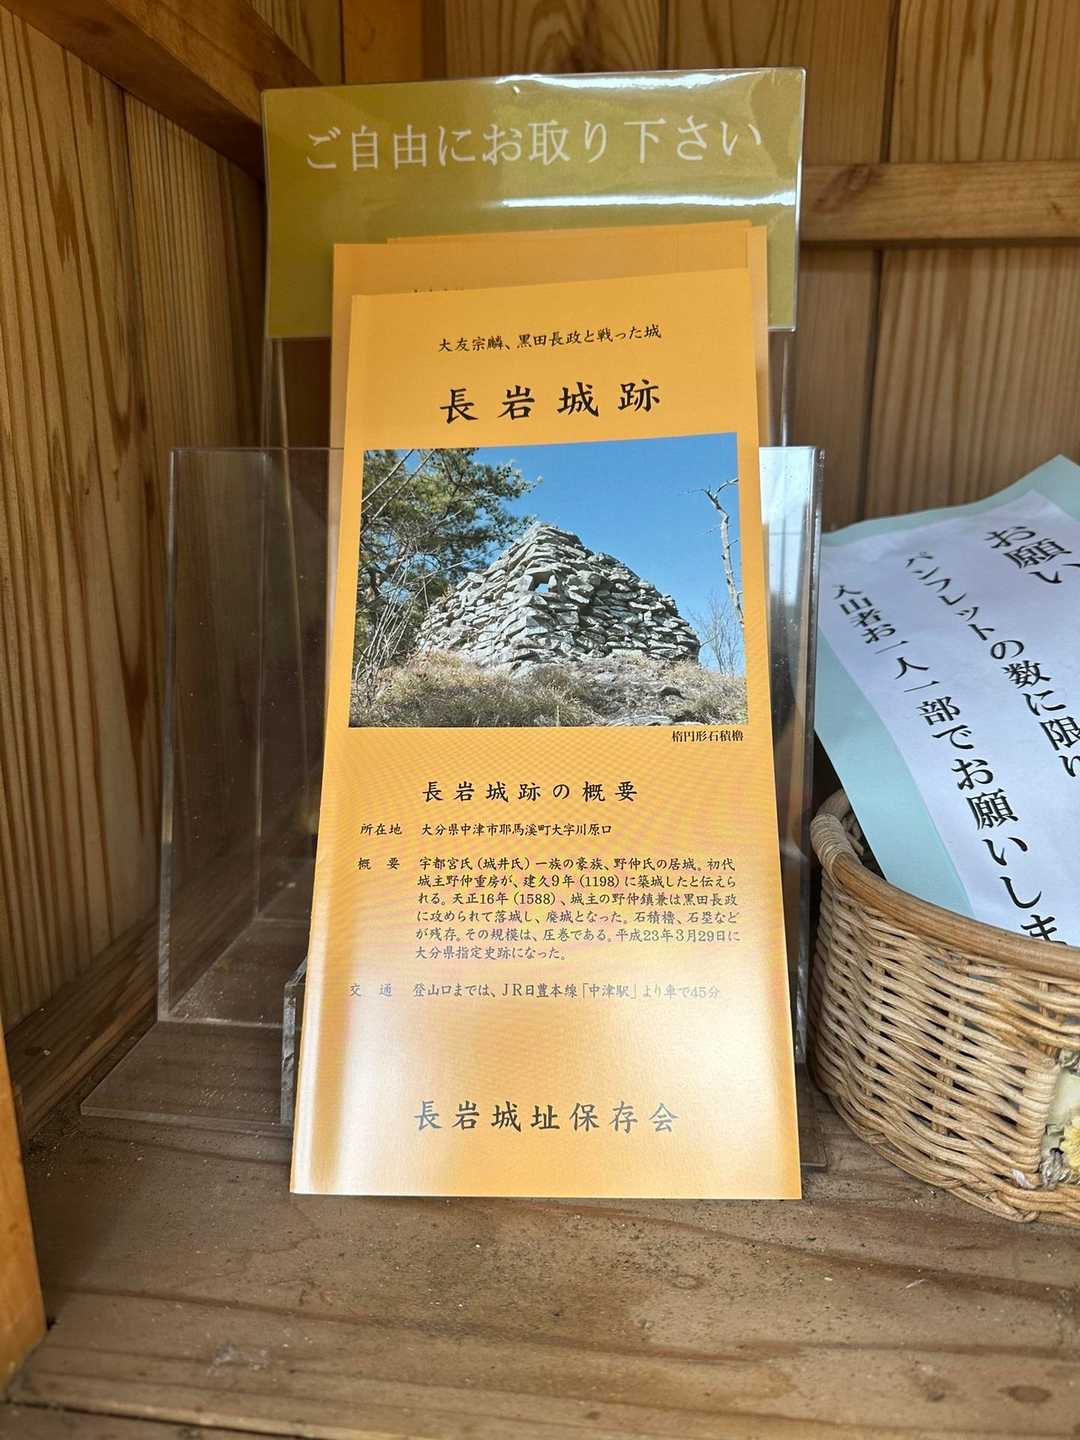 ご自由にお取り下さい
大友宗麟、黒田長政と戦った城
長岩城跡
楕円形石積櫓
長岩城跡の概要
所在地 大分県中津市耶馬溪町大字川原口
概要 宇都宮氏(城井氏)一族の豪族、野仲氏の居城。初代
城主野仲重房が、建久9年(1198)に築城したと伝えら
れる。天正16年(1588)、城主の野仲鎮兼は黒田長政
に攻められて落城し、廃城となった。石積櫓、石塁など
が残存。その規模は、圧巻である。平成23年3月29日に
大分県指定史跡になった。
交通 登山口までは、JR日豊本線「中津駅」より車で45分
長岩城址保存会
お願い
パンフレットの数に限り
入山者お一人一部でお願いしま